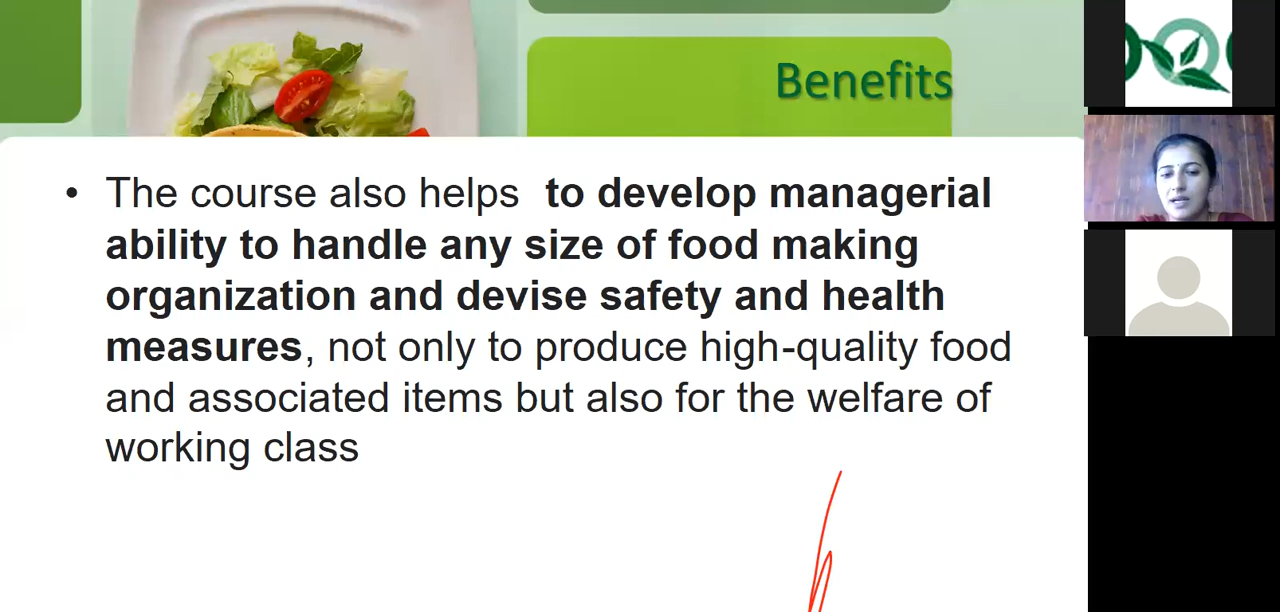 Benefits
• The course also helps to develop managerial
ability to handle any size of food making
organization and devise safety and health
measures, not only to produce high-quality food
and associated items but also for the welfare of
working class